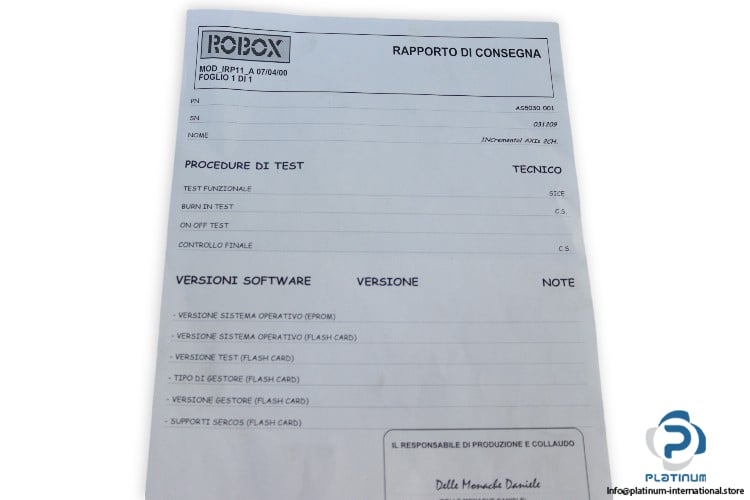 ROBOX
RAPPORTO DI CONSEGNA
MOD_IRP11_A 07/04/00
FOGLIO 1 DI 1
PN AS5030.001
SN 031209
NOME INCremental AXIs 2CH.
PROCEDURE DI TEST TECNICO
TEST FUNZIONALE SICE
BURN IN TEST C.S.
ON OFF TEST
CONTROLLO FINALE C.S.
VERSIONI SOFTWARE VERSIONE NOTE
- VERSIONE SISTEMA OPERATIVO (EPROM)
- VERSIONE SISTEMA OPERATIVO (FLASH CARD)
- VERSIONE TEST (FLASH CARD)
- TIPO DI GESTORE (FLASH CARD)
- VERSIONE GESTORE (FLASH CARD)
- SUPPORTI SERCOS (FLASH CARD)
IL RESPONSABILE DI PRODUZIONE E COLLAUDO
Delle Monache Daniele
PLATINUM
Info@platinum-international.store